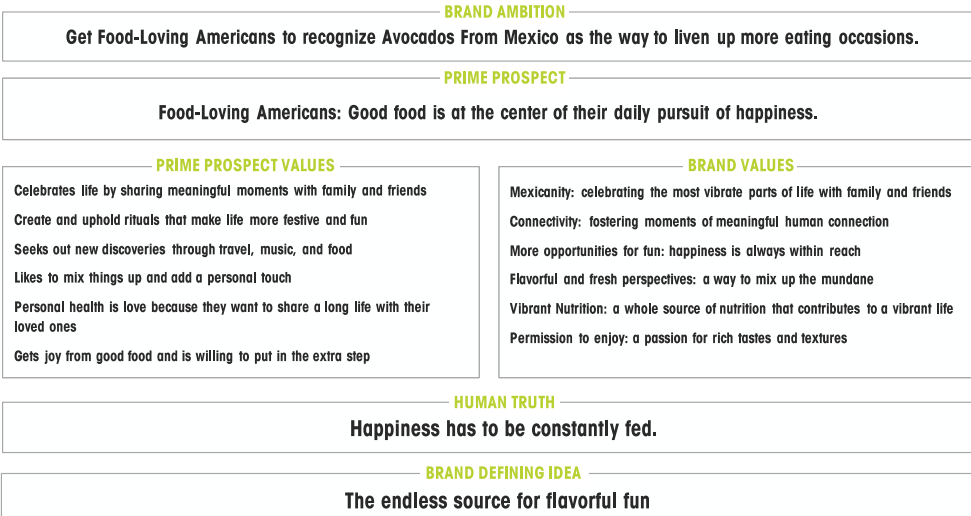 BRAND AMBITION
Get Food-Loving Americans to recognize Avocados From Mexico as the way to liven up more eating occasions.
PRIME PROSPECT
Food-Loving Americans: Good food is at the center of their daily pursuit of happiness.
PRIME PROSPECT VALUES
Celebrates life by sharing meaningful moments with family and friends
Create and uphold rituals that make life more festive and fun
Seeks out new discoveries through travel, music, and food
Likes to mix things up and add a personal touch
Personal health is love because they want to share a long life with their
loved ones
Gets joy from good food and is willing to put in the extra step
BRAND VALUES
Mexicanity: celebrating the most vibrate parts of life with family and friends
Connectivity: fostering moments of meaningful human connection
More opportunities for fun: happiness is always within reach
Flavorful and fresh perspectives: a way to mix up the mundane
Vibrant Nutrition: a whole source of nutrition that contributes to a vibrant life
Permission to enjoy: a passion for rich tastes and textures
HUMAN TRUTH
Happiness has to be constantly fed.
BRAND DEFINING IDEA
The endless source for flavorful fun